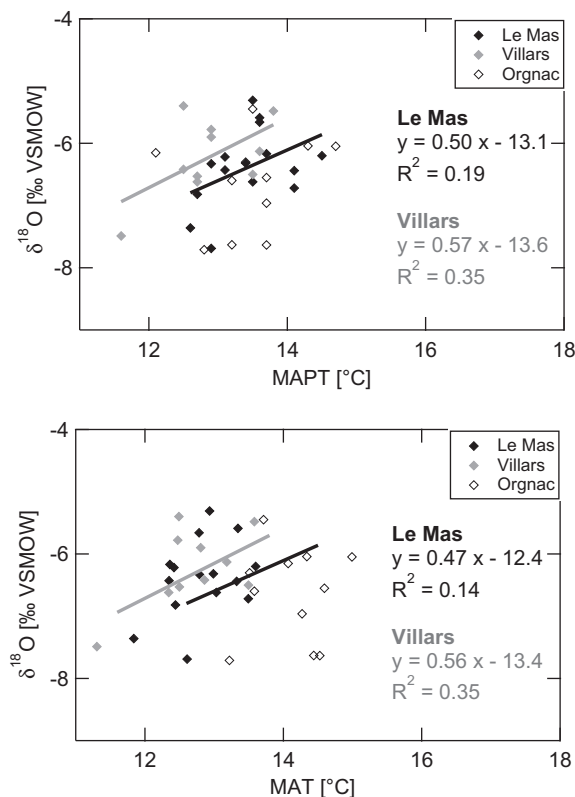 -4
-6
-8
δ18O [‰ VSMOW]
Le Mas
Villars
Orgnac
Le Mas
y = 0.50 x - 13.1
R2 = 0.19
Villars
y = 0.57 x - 13.6
R2 = 0.35
12
14
16
18
MAPT [°C]
-4
-6
-8
δ18O [‰ VSMOW]
Le Mas
Villars
Orgnac
Le Mas
y = 0.47 x - 12.4
R2 = 0.14
Villars
y = 0.56 x - 13.4
R2 = 0.35
12
14
16
18
MAT [°C]